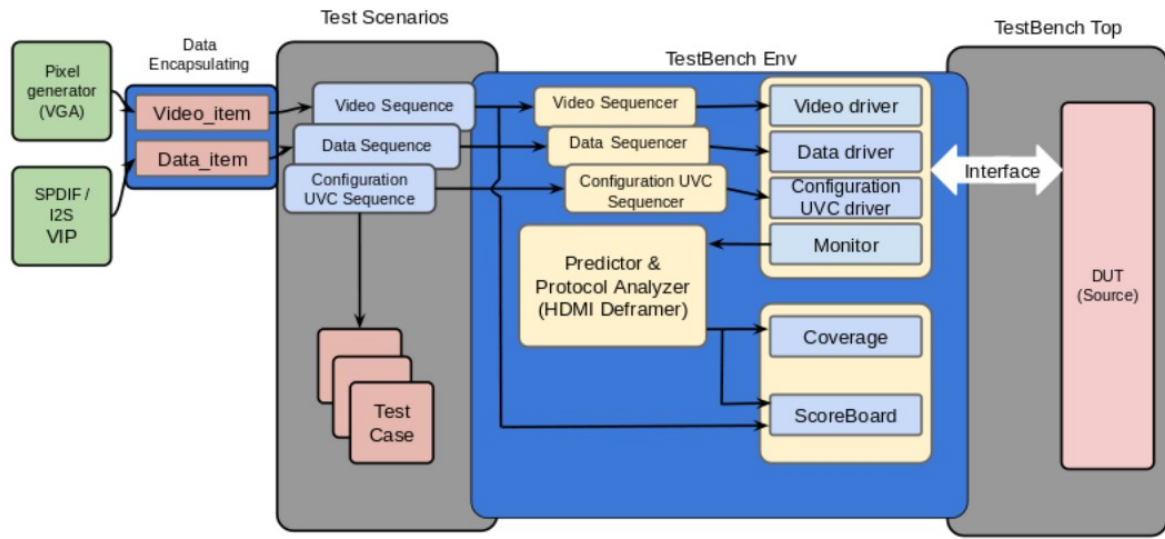 Test Scenarios
TestBench Top
Data
Encapsulating
TestBench Env
Pixel
generator
(VGA)
Video_item
Data_item
SPDIF /
I2S
VIP
Video Sequence
Data Sequence
Configuration
UVC Sequence
Test
Case
Video Sequencer
Data Sequencer
Configuration UVC
Sequencer
Video driver
Data driver
Configuration
UVC driver
Monitor
Predictor &
Protocol Analyzer
(HDMI Deframer)
Coverage
ScoreBoard
Interface
DUT
(Source)